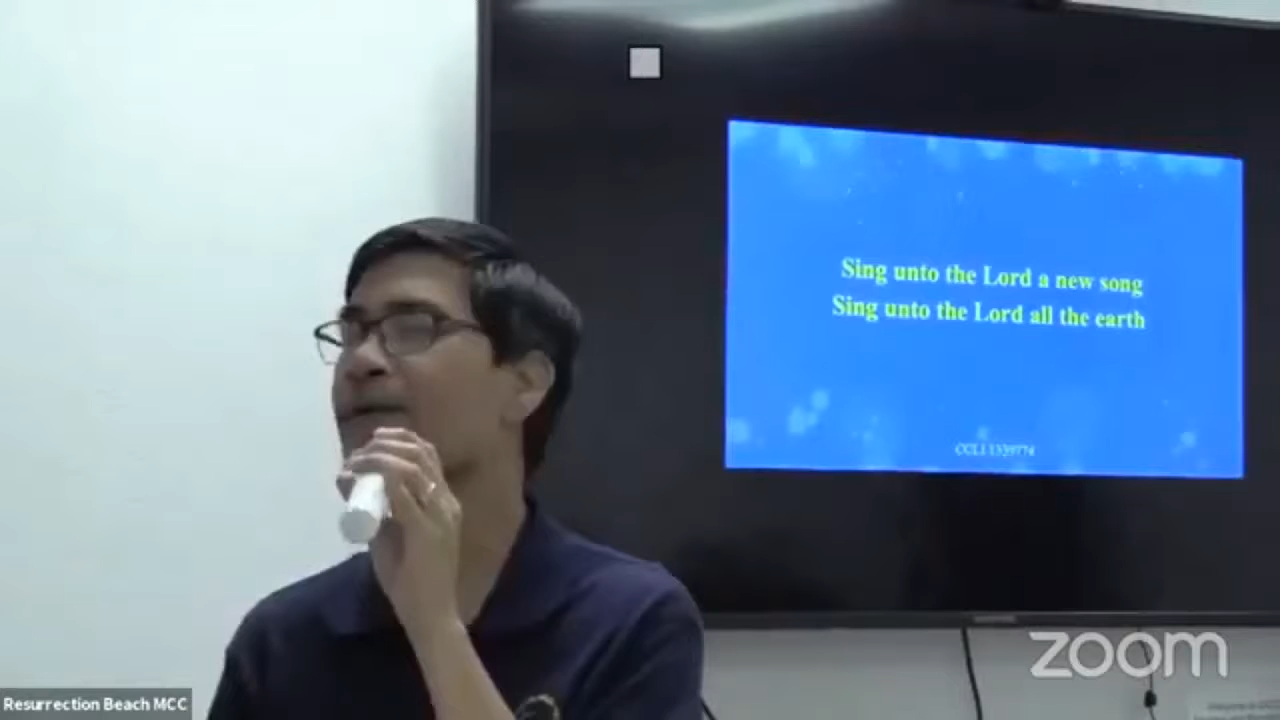 Sing unto the Lord a new song
Sing unto the Lord all the earth
zoom
Resurrection Beach MCC